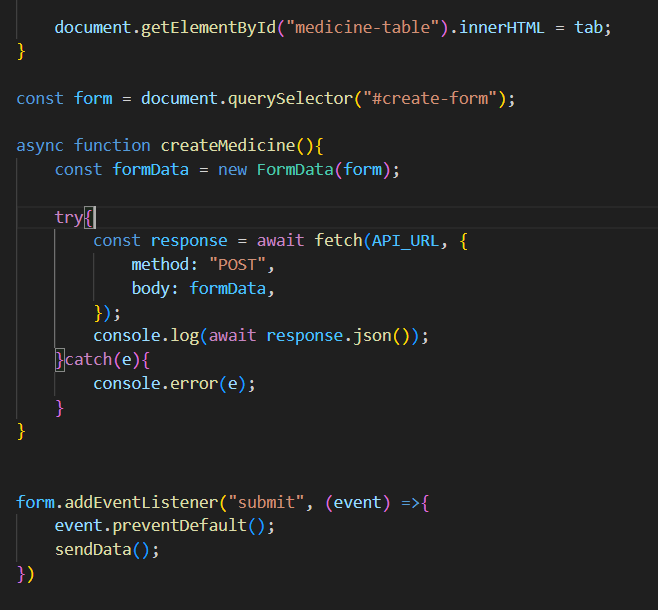 document.getElementById("medicine-table").innerHTML = tab;
}
const form = document.querySelector("#create-form");
async function createMedicine(){
const formData = new FormData(form);
try{
const response = await fetch(API_URL, {
method: "POST",
body: formData,
});
console.log(await response.json());
}catch(e){
console.error(e);
}
}
form.addEventListener("submit", (event) =>{
event.preventDefault();
sendData();
})